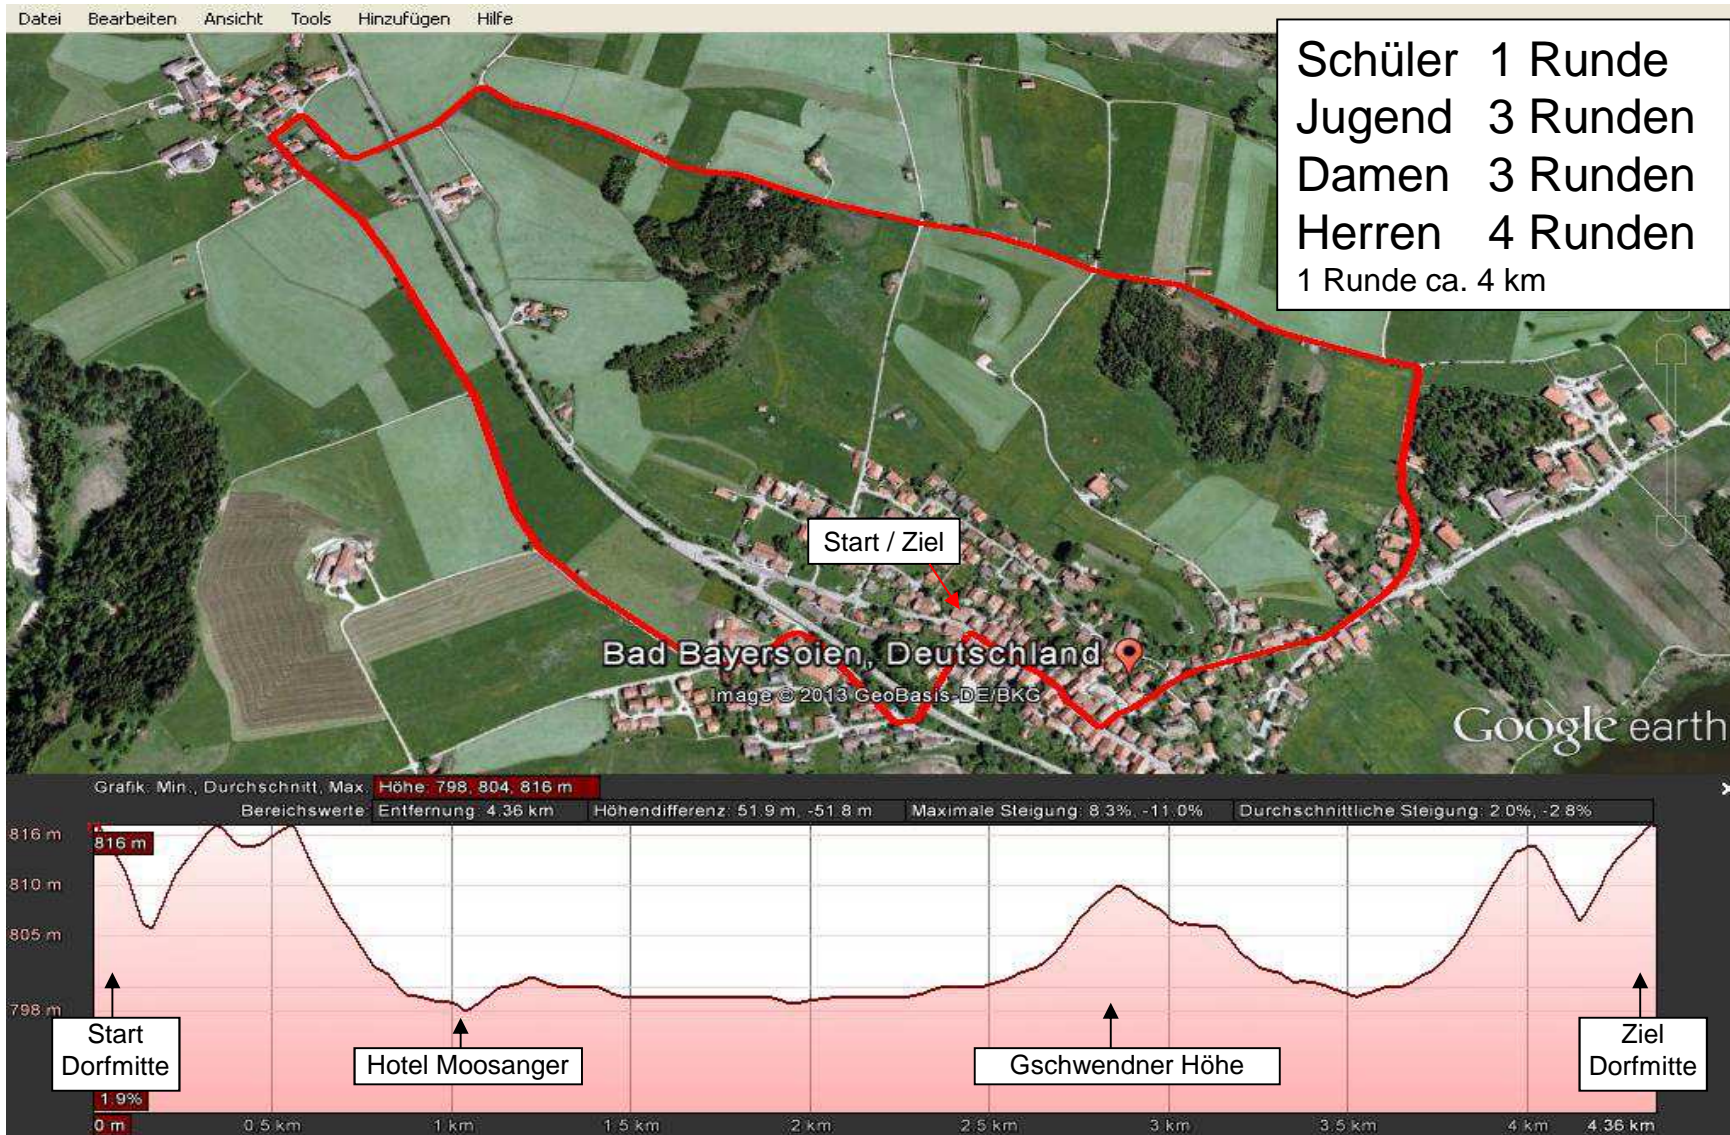 Datei Bearbeiten Ansicht Tools Hinzufügen Hilfe
Schüler 1 Runde
Jugend 3 Runden
Damen 3 Runden
Herren 4 Runden
1 Runde ca. 4 km
Start / Ziel
Bad Bayersoien, Deutschland
Image © 2013 GeoBasis-DE/BKG
Google earth
Grafik: Min., Durchschnitt, Max. Höhe: 798, 804, 816 m
Bereichswerte: Entfernung: 4.36 km Höhendifferenz: 51.9 m, -51.8 m Maximale Steigung: 8.3%, -11.0% Durchschnittliche Steigung: 2.0%, -2.8%
816 m
816 m
810 m
805 m
798 m
Start
Dorfmitte
Hotel Moosanger
Gschwendner Höhe
Ziel
Dorfmitte
1.9%
0 m 0.5 km 1 km 1.5 km 2 km 2.5 km 3 km 3.5 km 4 km 4.36 km